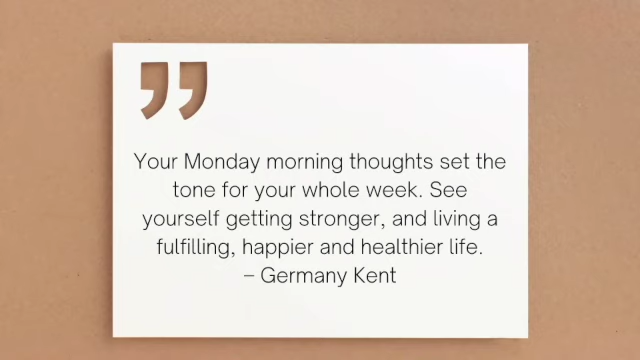 ”
Your Monday morning thoughts set the
tone for your whole week. See
yourself getting stronger, and living a
fulfilling, happier and healthier life.
– Germany Kent